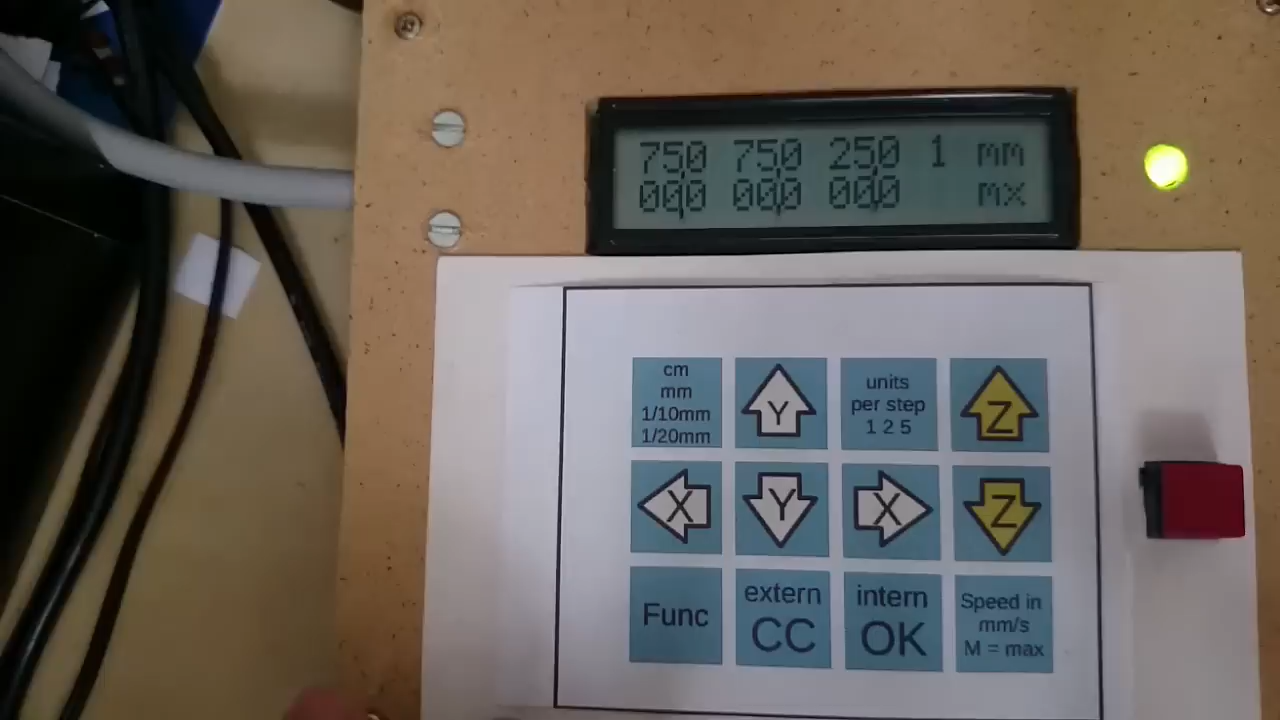 750 750 250 1 mm
000 000 000 mx
cm
mm
1/10mm
1/20mm
Y
units
per step
1 2 5
Z
X
Y
X
Z
Func
extern
CC
intern
OK
Speed in
mm/s
M = max